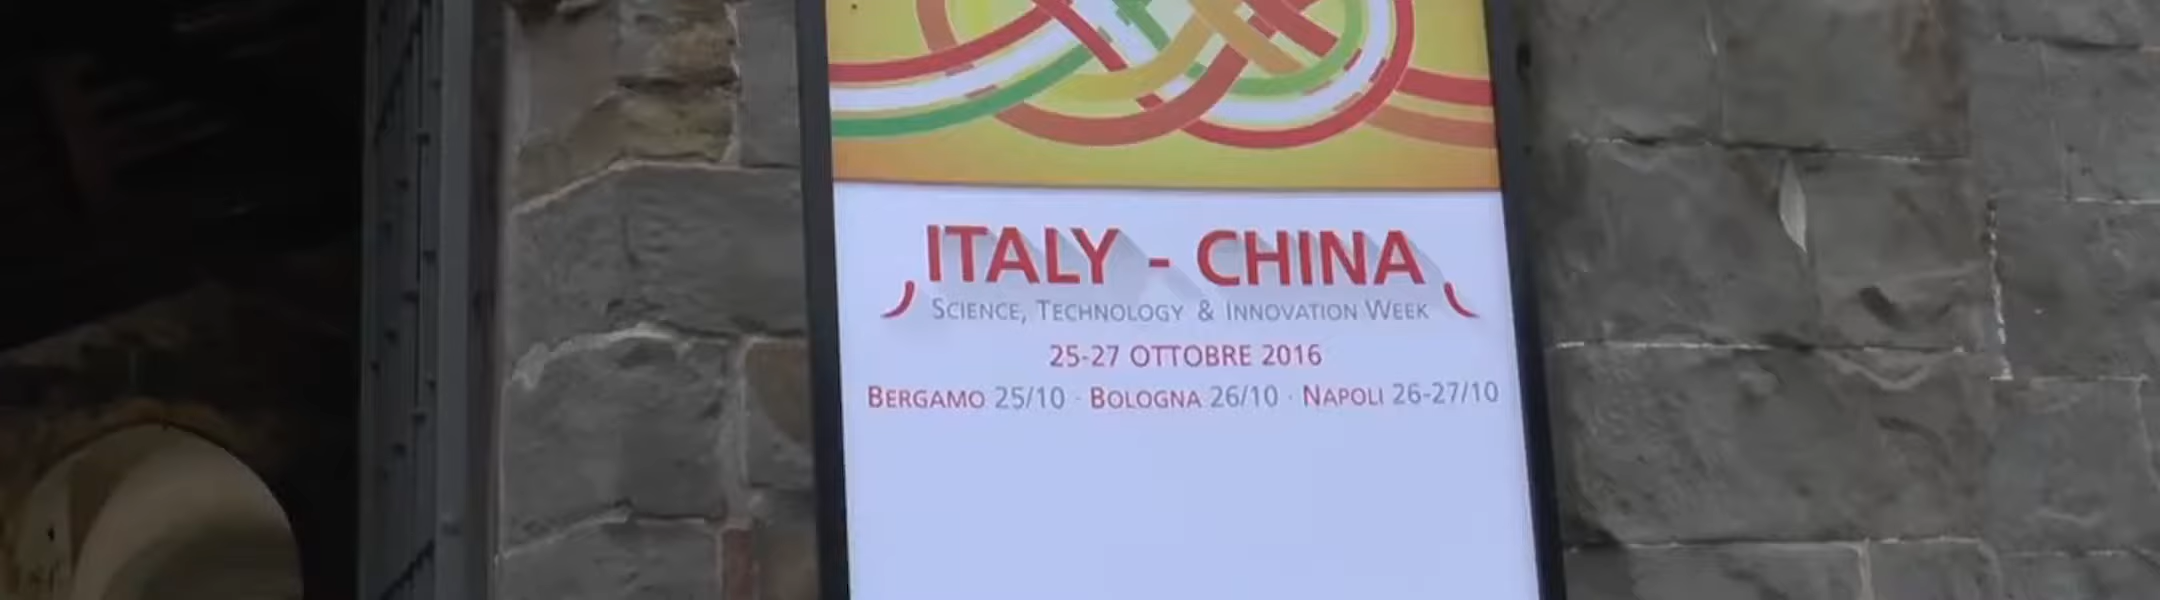 ITALY - CHINA
SCIENCE, TECHNOLOGY & INNOVATION WEEK
25-27 OTTOBRE 2016
BERGAMO 25/10 · BOLOGNA 26/10 · NAPOLI 26-27/10